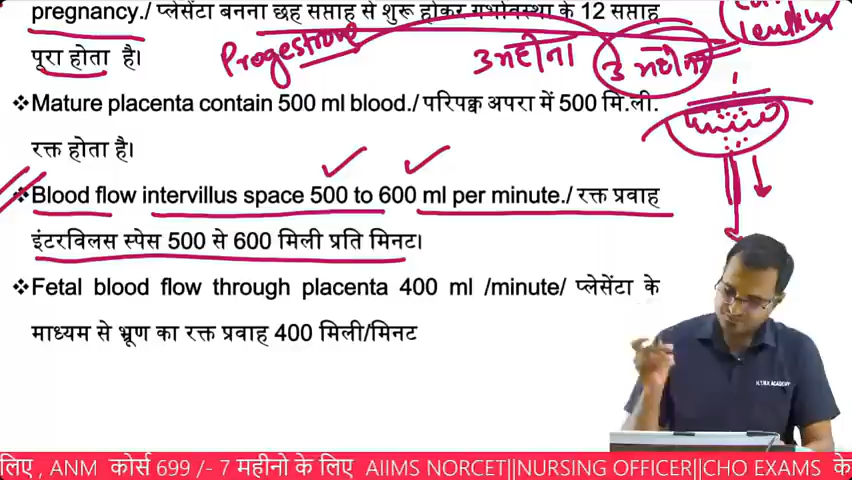 pregnancy./ प्लेसेंटा बनना छह सप्ताह से शुरू होकर गर्भावस्था के 12 सप्ताह
पूरा होता है।
Progestrone
3 महीना
3 महीना
❖Mature placenta contain 500 ml blood./ परिपक्व अपरा में 500 मि.ली.
रक्त होता है।
❖Blood flow intervillus space 500 to 600 ml per minute./ रक्त प्रवाह
इंटरविलस स्पेस 500 से 600 मिली प्रति मिनट।
❖Fetal blood flow through placenta 400 ml /minute/ प्लेसेंटा के
माध्यम से भ्रूण का रक्त प्रवाह 400 मिली/मिनट
लिए , ANM कोर्स 699 /- 7 महीनो के लिए AIIMS NORCET||NURSING OFFICER||CHO EXAMS के